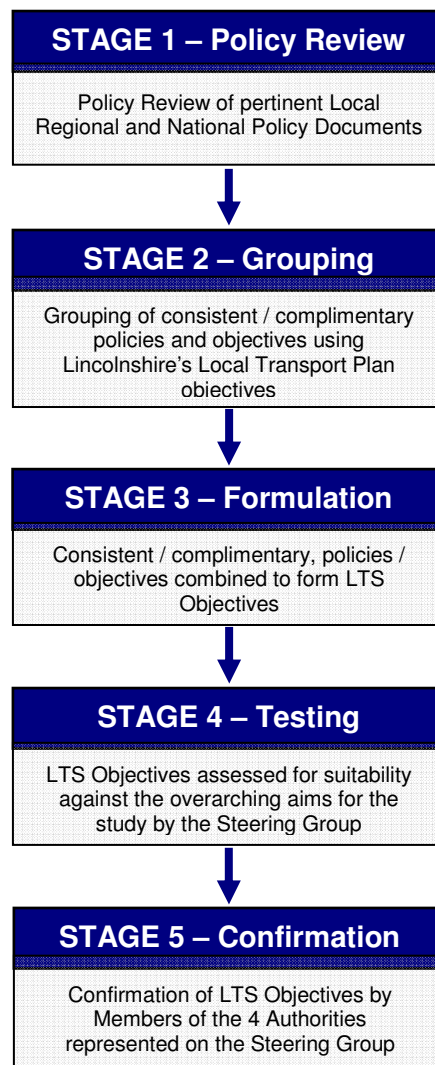 STAGE 1 – Policy Review
Policy Review of pertinent Local
Regional and National Policy Documents
STAGE 2 – Grouping
Grouping of consistent / complimentary
policies and objectives using
Lincolnshire's Local Transport Plan
objectives
STAGE 3 – Formulation
Consistent / complimentary, policies /
objectives combined to form LTS
Objectives
STAGE 4 – Testing
LTS Objectives assessed for suitability
against the overarching aims for the
study by the Steering Group
STAGE 5 – Confirmation
Confirmation of LTS Objectives by
Members of the 4 Authorities
represented on the Steering Group